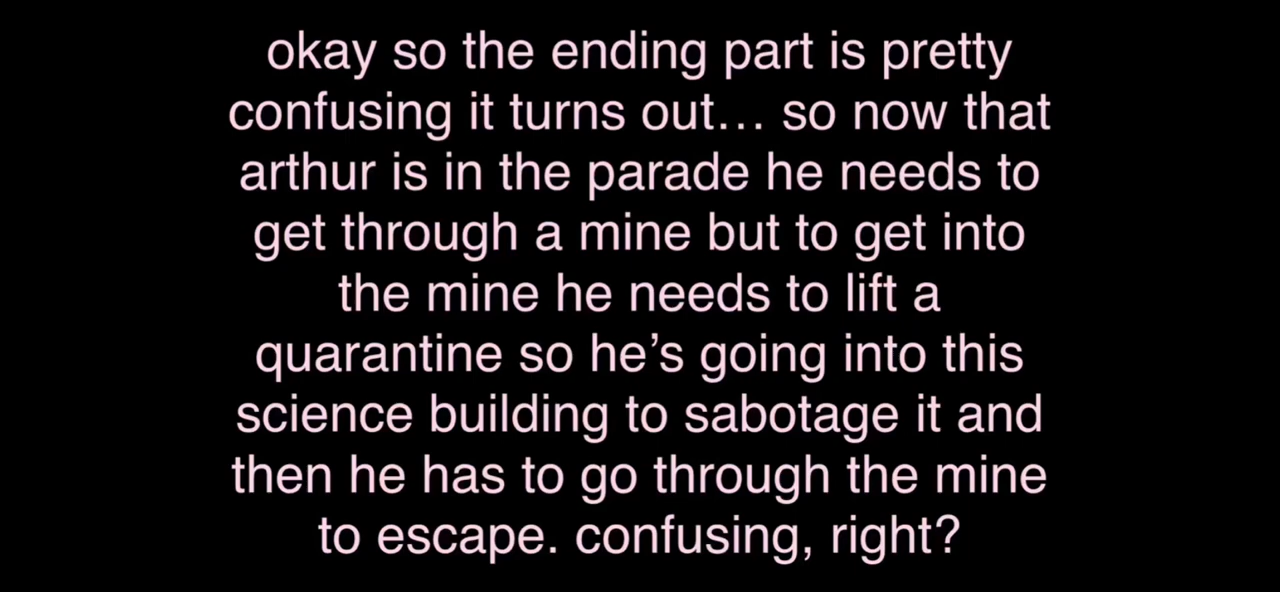 okay so the ending part is pretty
confusing it turns out... so now that
arthur is in the parade he needs to
get through a mine but to get into
the mine he needs to lift a
quarantine so he’s going into this
science building to sabotage it and
then he has to go through the mine
to escape. confusing, right?